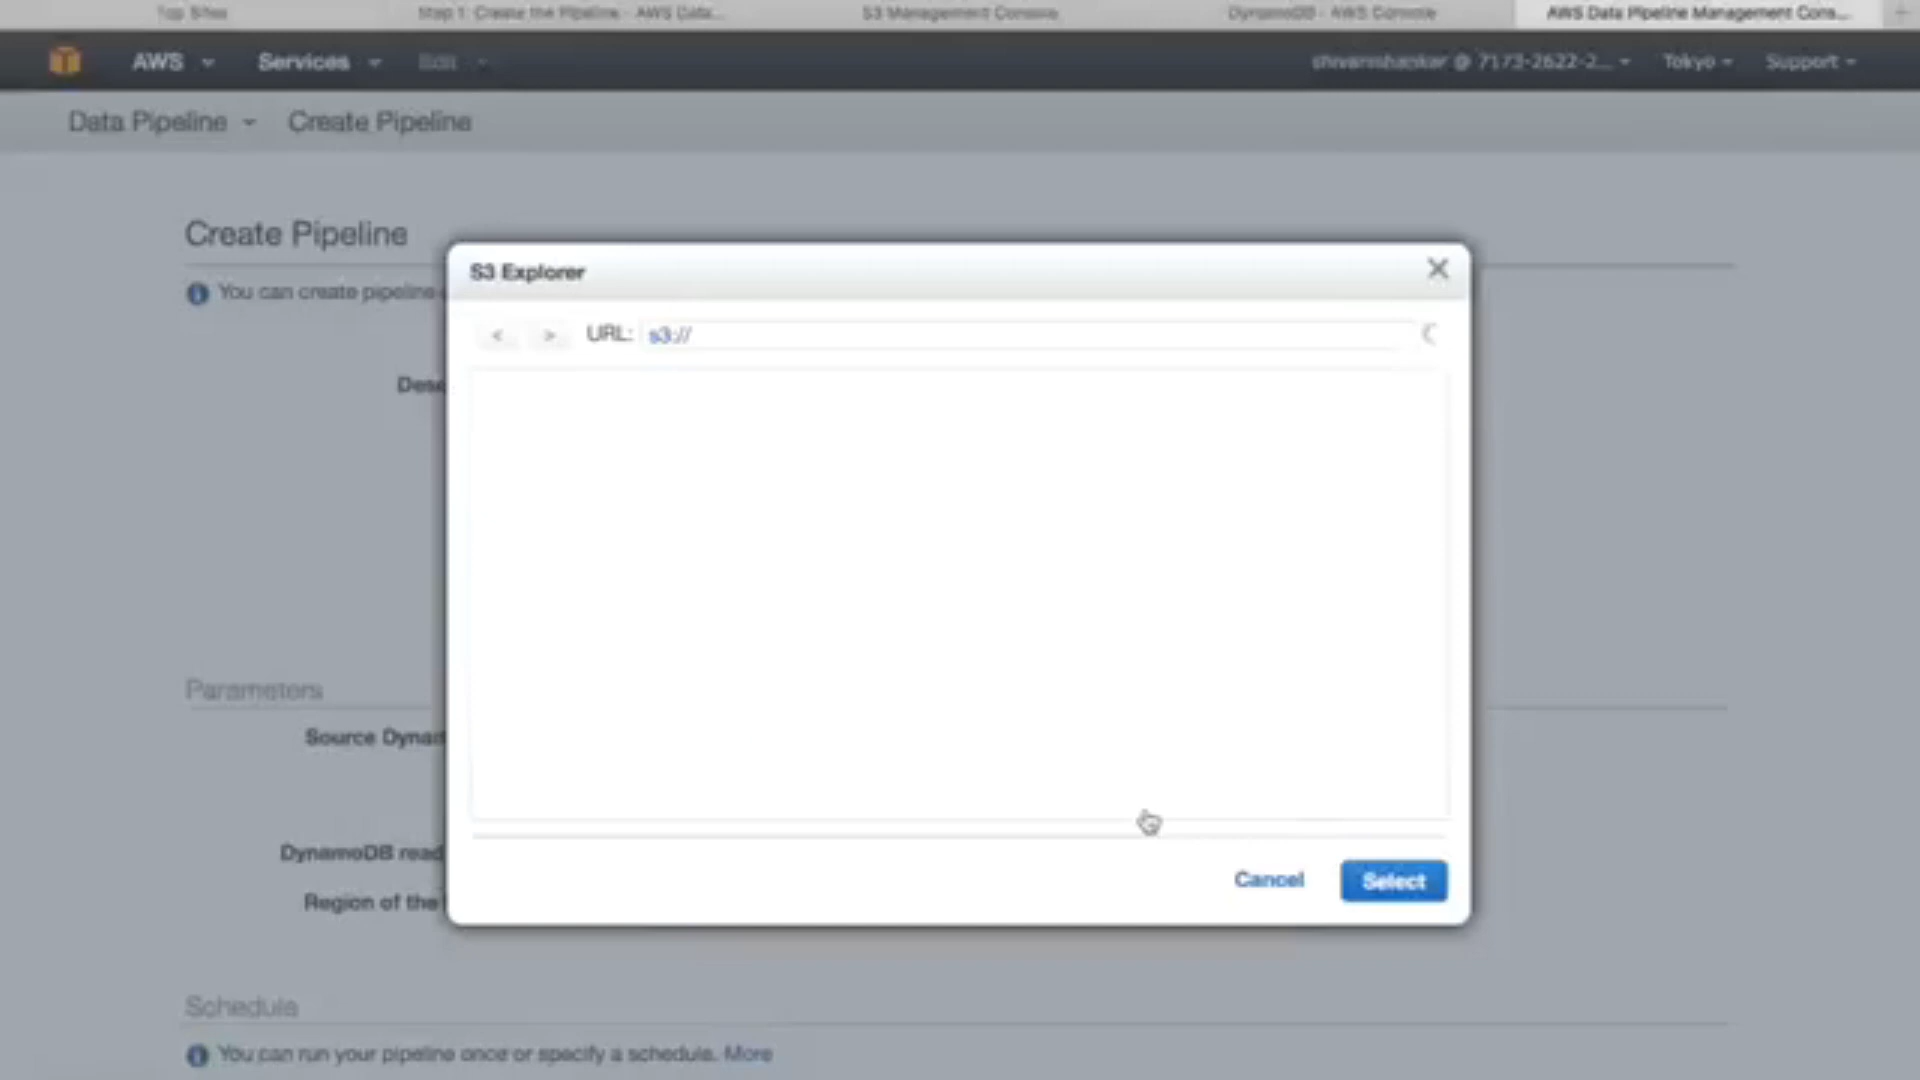 Top Sites
Step 1: Create the Pipeline - AWS Data...
S3 Management Console
DynamoDB - AWS Console
AWS Data Pipeline Management Cons...
AWS
Services
Edit
@ 7173-2622-2...
Tokyo
Support
Data Pipeline
Create Pipeline
Create Pipeline
You can create pipeline
S3 Explorer
< > URL: s3://
Parameters
Source Dynam
DynamoDB read
Region of the
Cancel
Select
Schedule
You can run your pipeline once or specify a schedule. More